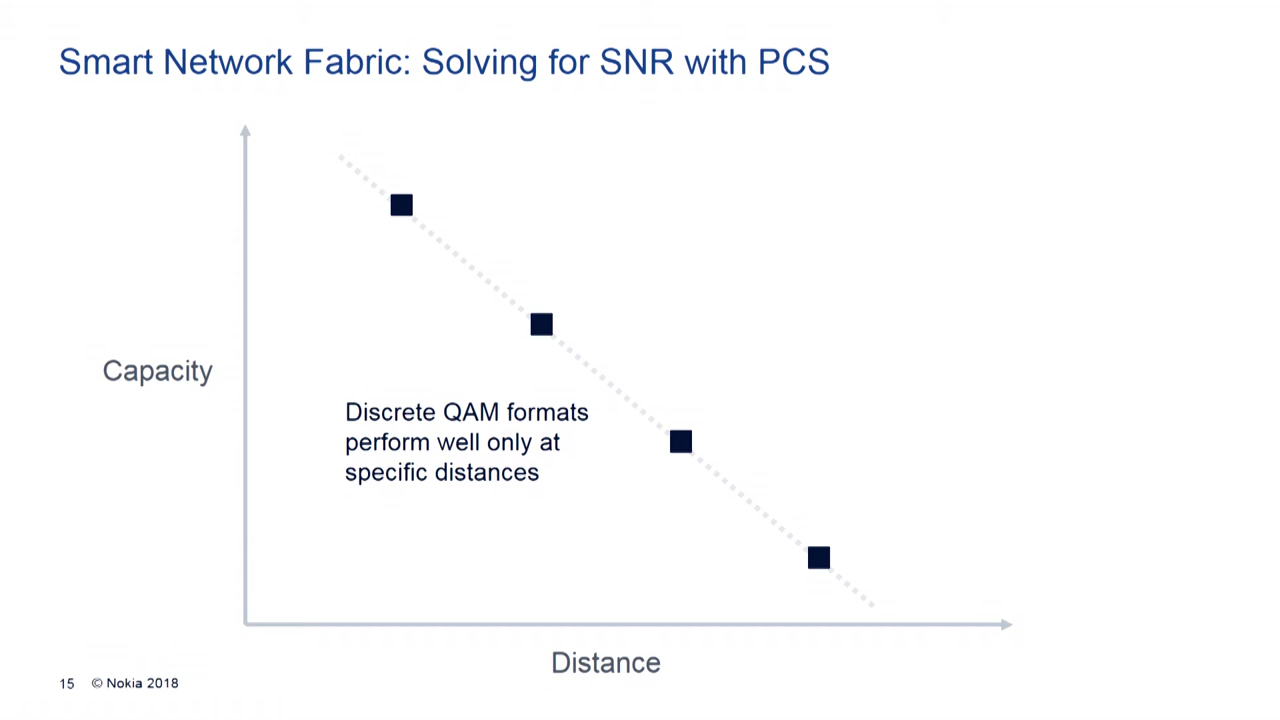 Smart Network Fabric: Solving for SNR with PCS
Capacity
Discrete QAM formats
perform well only at
specific distances
Distance
15 © Nokia 2018